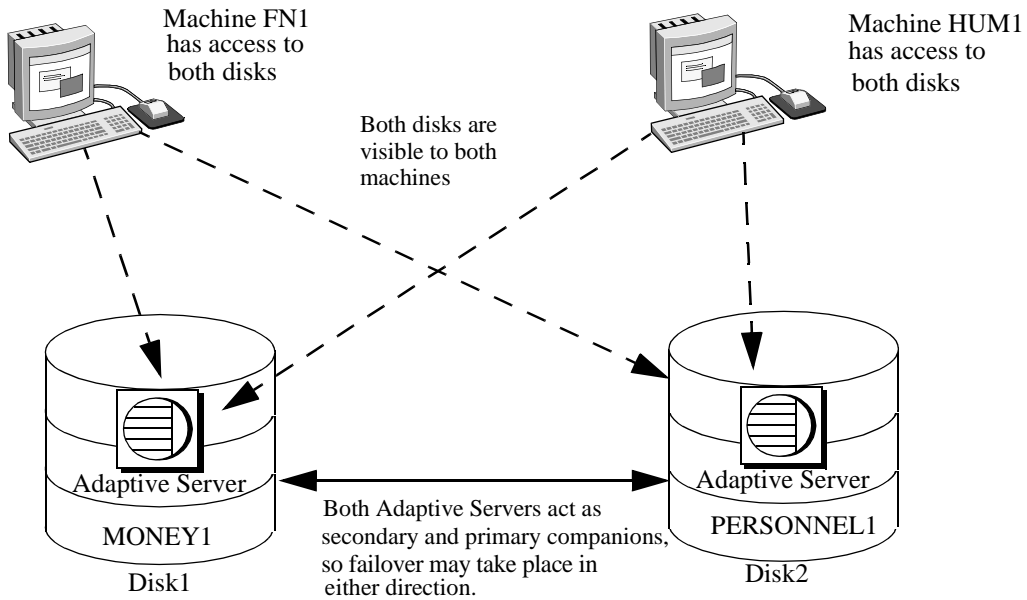 Machine FN1
has access to
both disks
Machine HUM1
has access to
both disks
Both disks are
visible to both
machines
Adaptive Server
MONEY1
Disk1
Both Adaptive Servers act as
secondary and primary companions,
so failover may take place in
either direction.
Adaptive Server
PERSONNEL1
Disk2